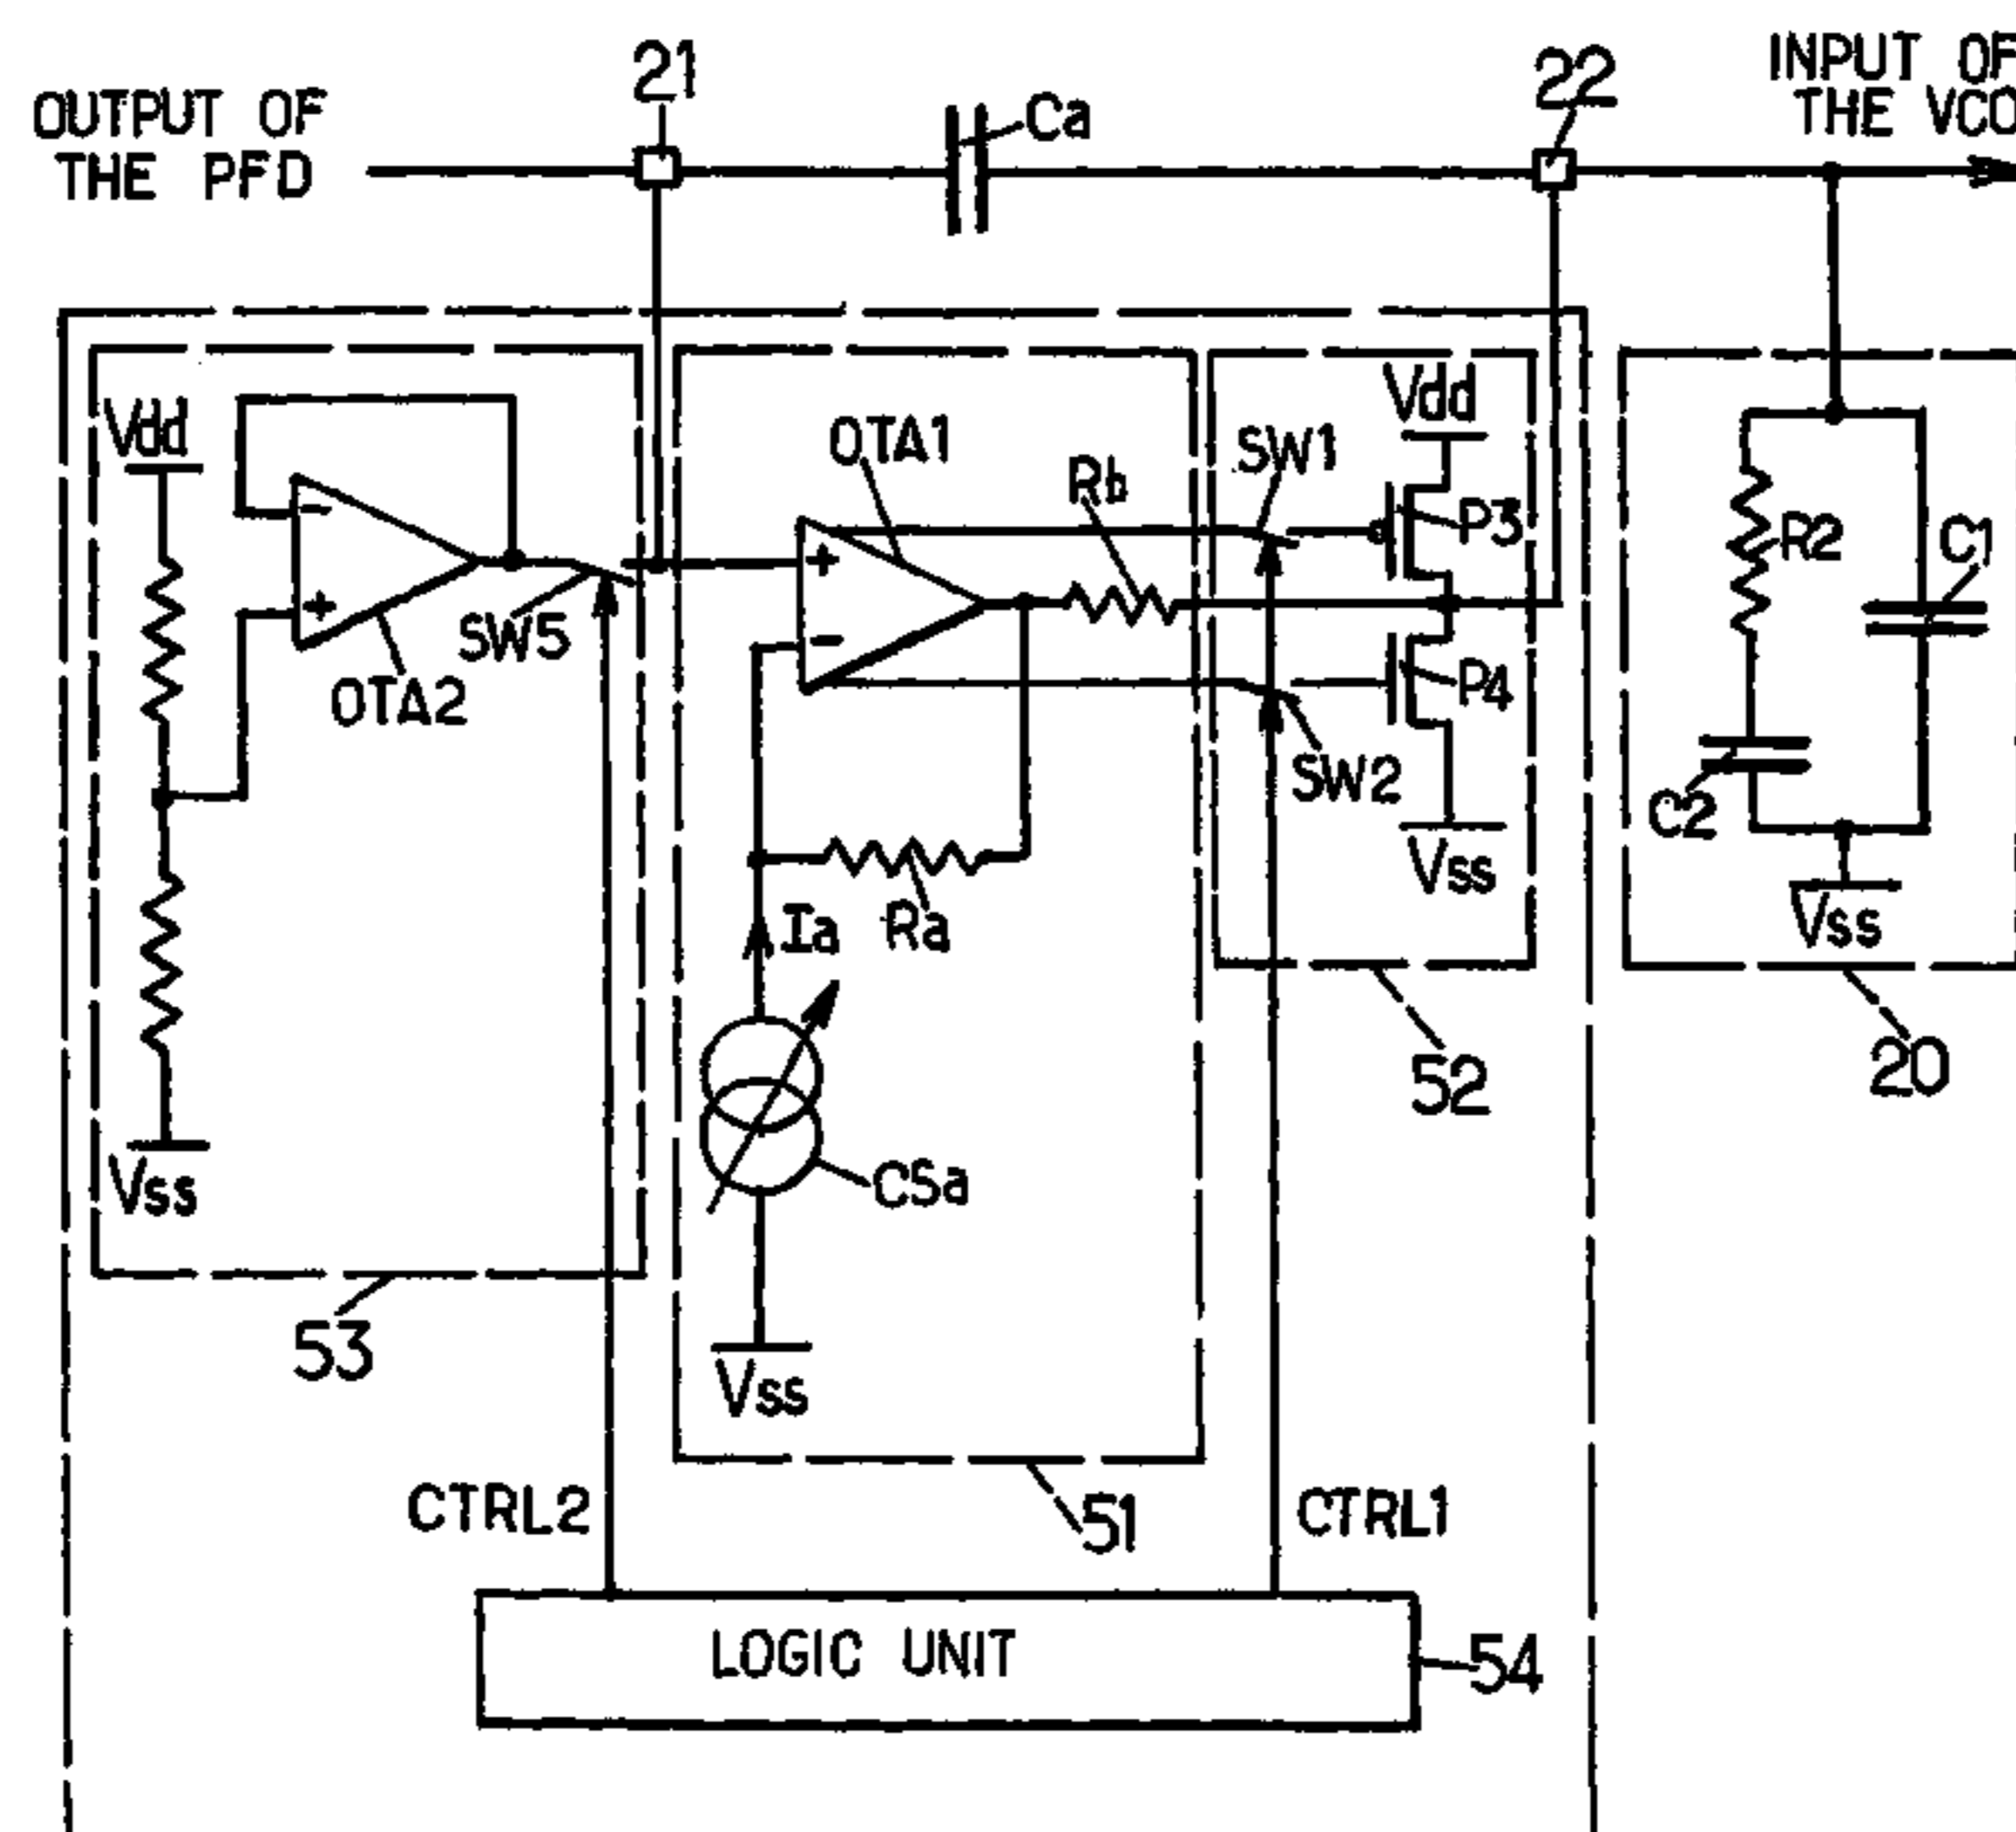 OUTPUT OF
THE PFD
21
Ca
22
INPUT OF
THE VCO
Vdd
OTA2
SW5
Vss
53
OTA1
Rb
Ra
Ia
CSa
Vss
51
SW1
SW2
Vdd
P3
P4
Vss
52
R2
C1
C2
Vss
20
CTRL2
CTRL1
LOGIC UNIT
54